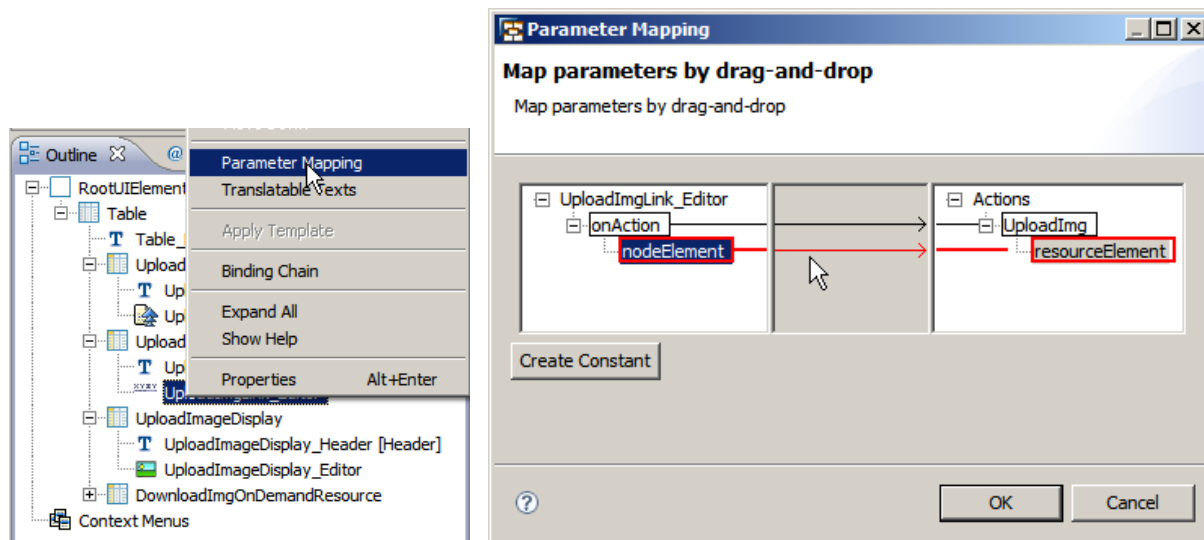 Outline
@
RootUIElement
Table
Table_
Upload
Up
Up
Upload
Up
UploadImageDisplay
UploadImageDisplay_Header [Header]
UploadImageDisplay_Editor
DownloadImgOnDemandResource
Context Menus
Parameter Mapping
Translatable Texts
Apply Template
Binding Chain
Expand All
Show Help
Properties Alt+Enter
Parameter Mapping
Map parameters by drag-and-drop
Map parameters by drag-and-drop
UploadImgLink_Editor
onAction
nodeElement
Actions
UploadImg
resourceElement
Create Constant
OK
Cancel